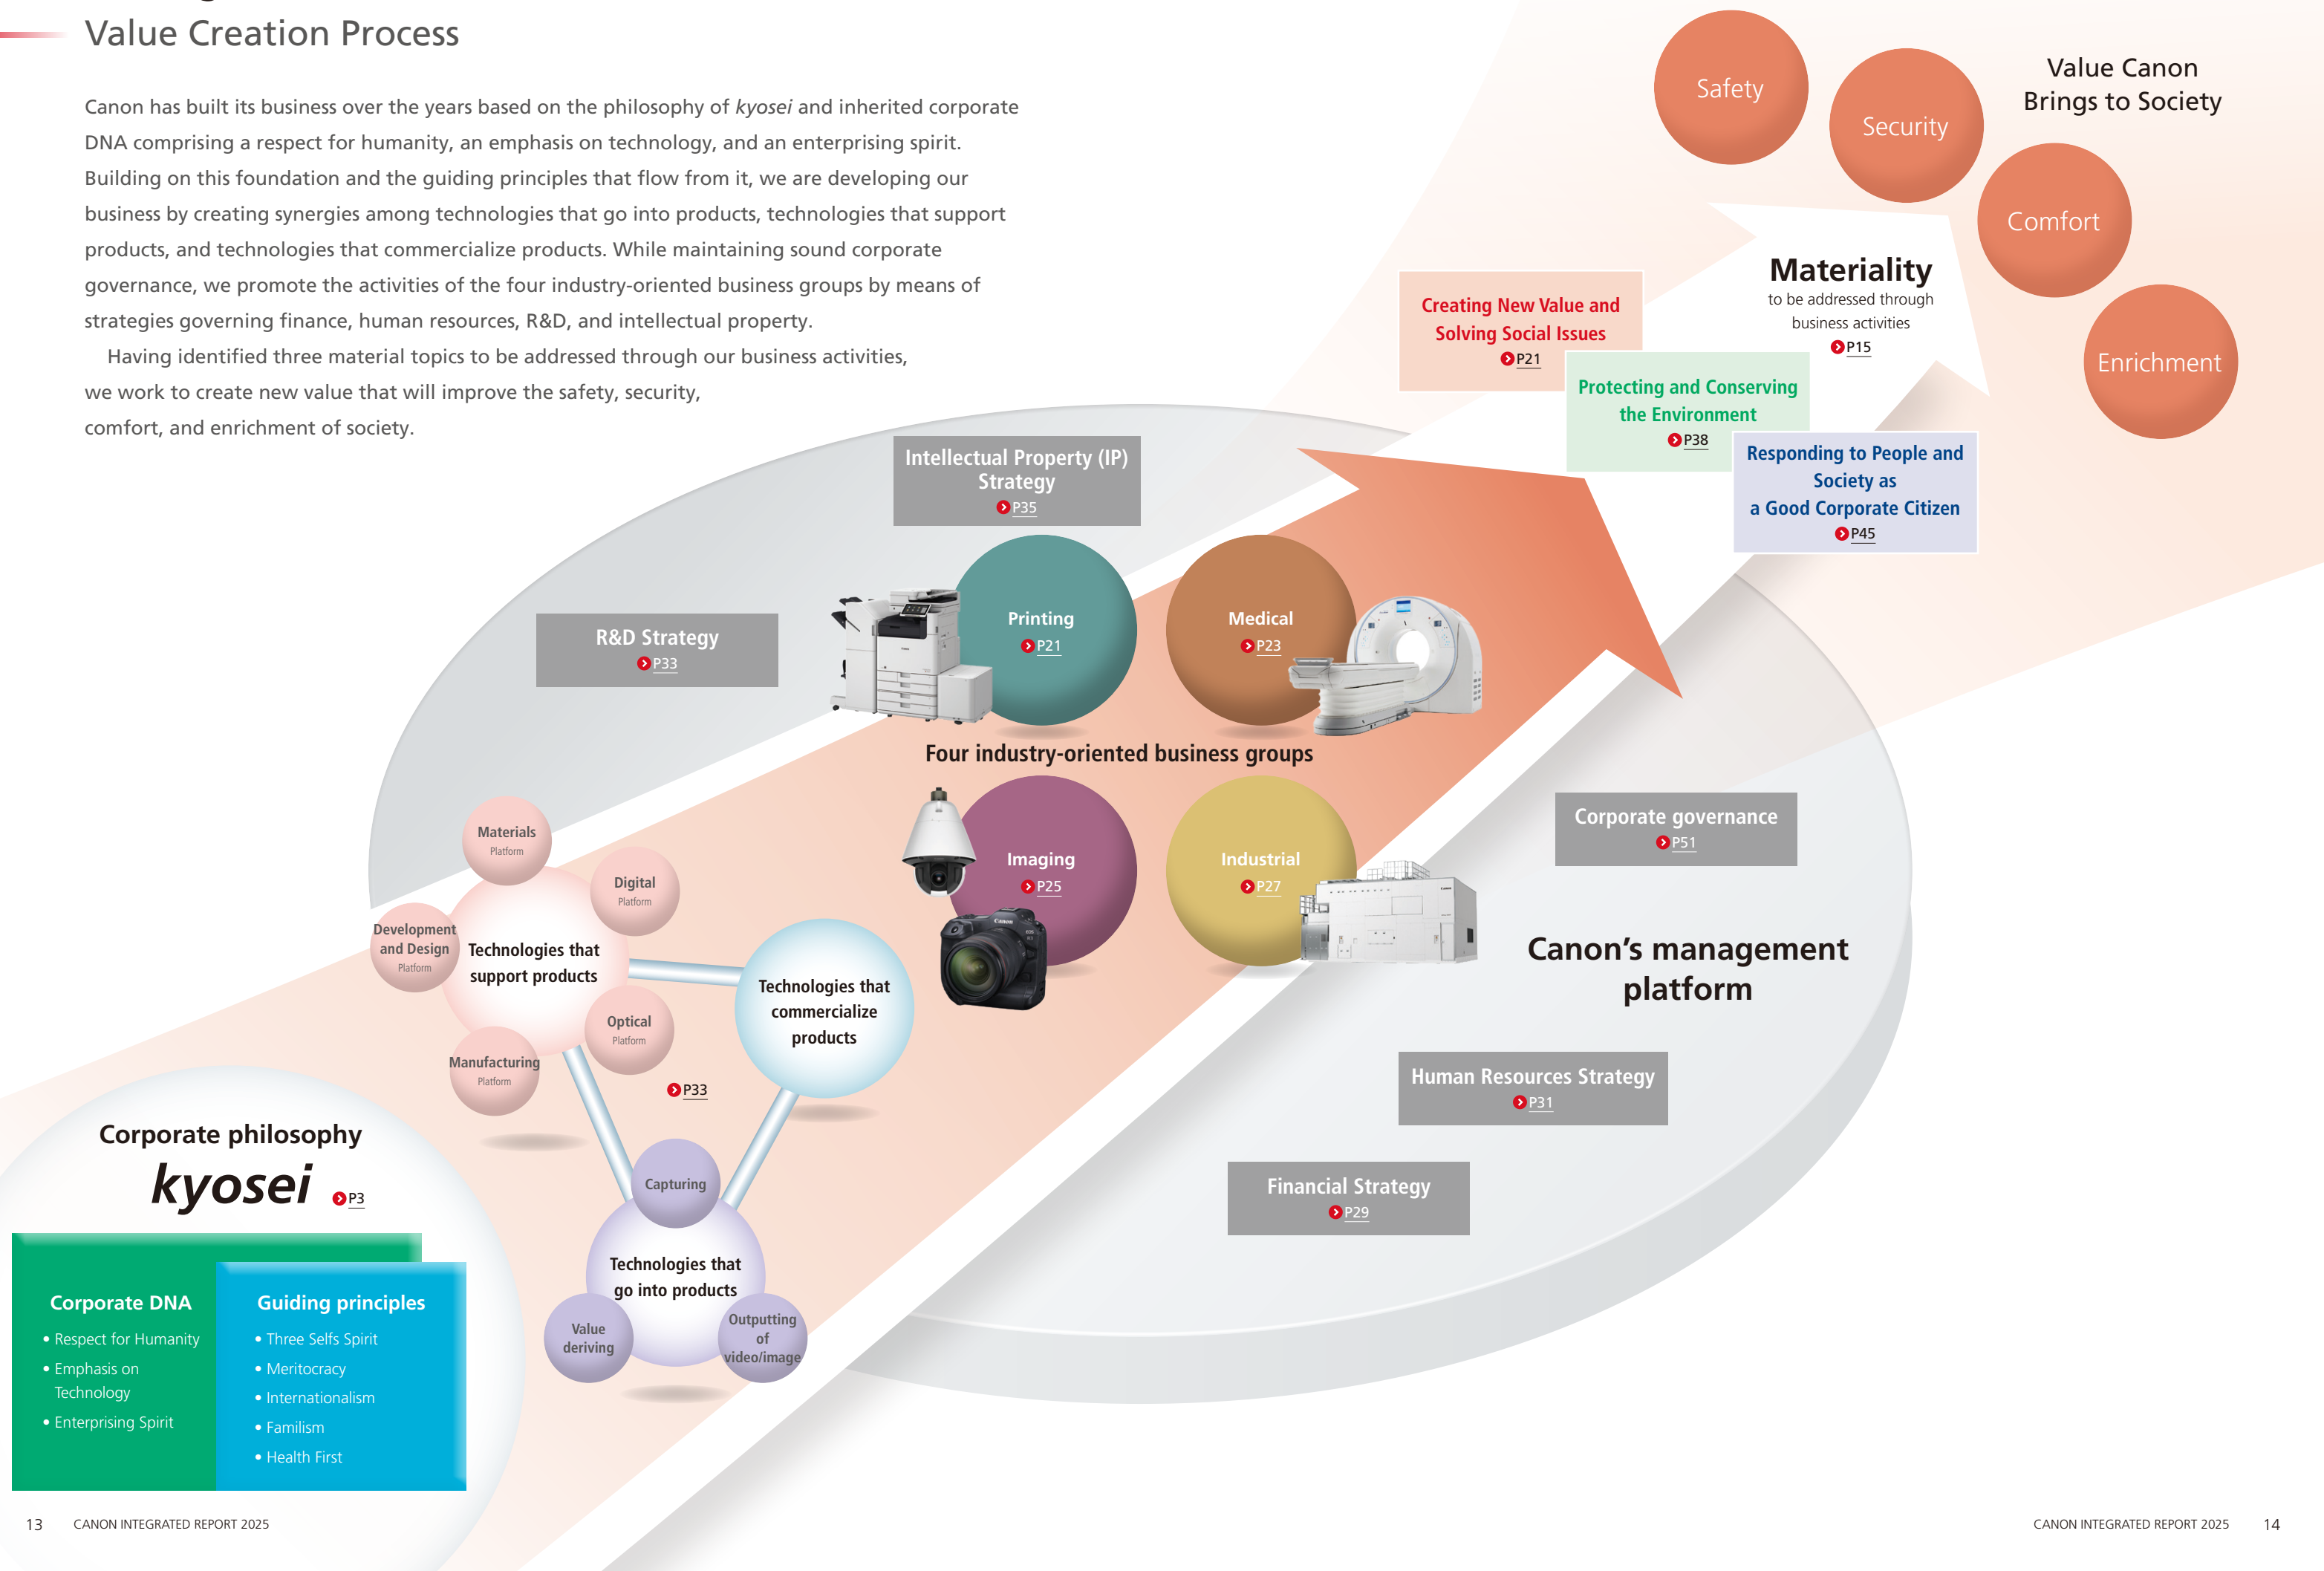 Value Creation Process
Canon has built its business over the years based on the philosophy of kyosei and inherited corporate
DNA comprising a respect for humanity, an emphasis on technology, and an enterprising spirit.
Building on this foundation and the guiding principles that flow from it, we are developing our
business by creating synergies among technologies that go into products, technologies that support
products, and technologies that commercialize products. While maintaining sound corporate
governance, we promote the activities of the four industry-oriented business groups by means of
strategies governing finance, human resources, R&D, and intellectual property.
Having identified three material topics to be addressed through our business activities,
we work to create new value that will improve the safety, security,
comfort, and enrichment of society.
Value Canon
Brings to Society
Safety
Security
Comfort
Enrichment
Materiality
to be addressed through
business activities
P15
Creating New Value and
Solving Social Issues
P21
Protecting and Conserving
the Environment
P38
Responding to People and
Society as
a Good Corporate Citizen
P45
Intellectual Property (IP)
Strategy
P35
R&D Strategy
P33
Printing
P21
Medical
P23
Four industry-oriented business groups
Imaging
P25
Industrial
P27
Corporate governance
P51
Canon's management
platform
Human Resources Strategy
P31
Financial Strategy
P29
Materials
Platform
Digital
Platform
Development
and Design
Platform
Technologies that
support products
Optical
Platform
Manufacturing
Platform
Technologies that
commercialize
products
P33
Capturing
Technologies that
go into products
Value
deriving
Outputting
of
video/image
Corporate philosophy
kyosei
P3
Corporate DNA
• Respect for Humanity
• Emphasis on
Technology
• Enterprising Spirit
Guiding principles
• Three Selfs Spirit
• Meritocracy
• Internationalism
• Familism
• Health First
13 CANON INTEGRATED REPORT 2025
CANON INTEGRATED REPORT 2025 14